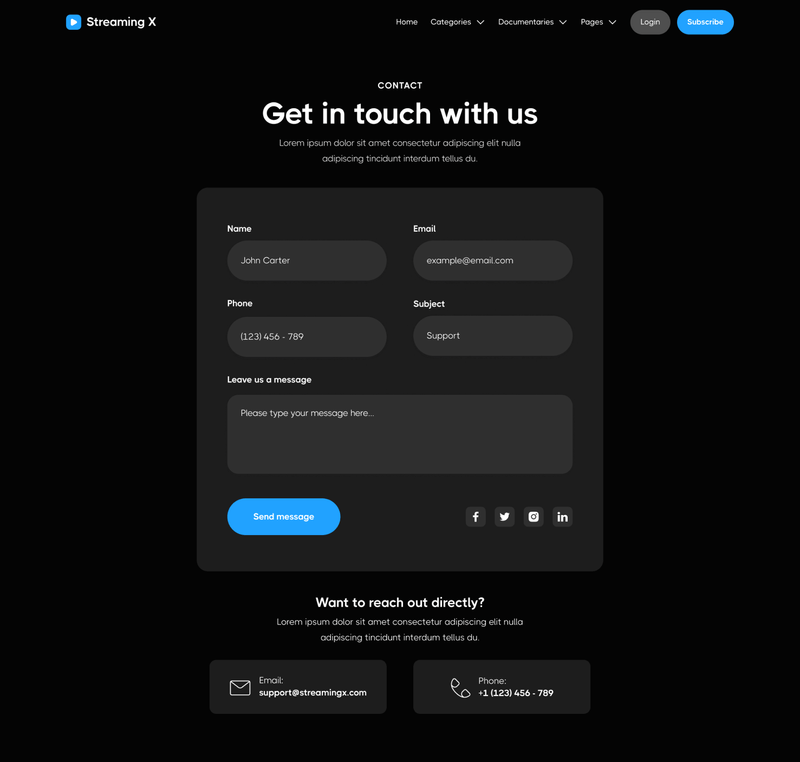 Streaming X
Home Categories Documentaries Pages Login Subscribe
CONTACT
Get in touch with us
Lorem ipsum dolor sit amet consectetur adipiscing elit nulla
adipiscing tincidunt interdum tellus du.
Name
John Carter
Email
example@email.com
Phone
(123) 456 - 789
Subject
Support
Leave us a message
Please type your message here...
Send message
Want to reach out directly?
Lorem ipsum dolor sit amet consectetur adipiscing elit nulla
adipiscing tincidunt interdum tellus du.
Email:
support@streamingx.com
Phone:
+1 (123) 456 - 789